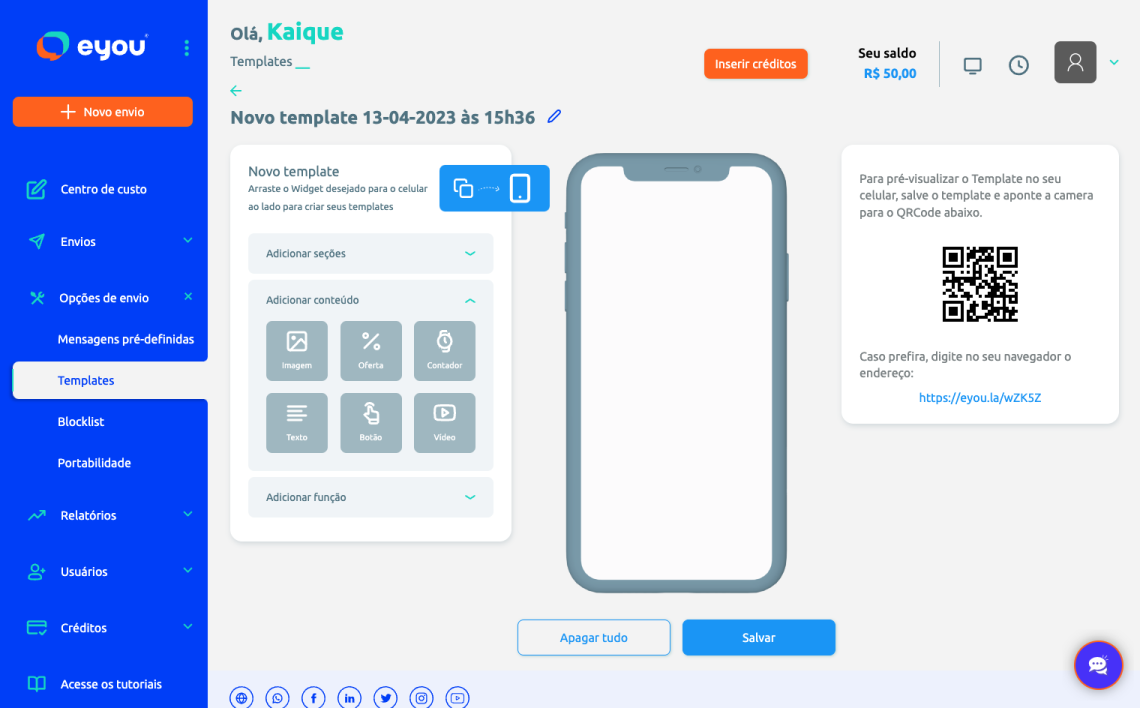 eyou
Novo envio
Centro de custo
Envios
Opções de envio
Mensagens pré-definidas
Templates
Blocklist
Portabilidade
Relatórios
Usuários
Créditos
Acesse os tutoriais
Olá, Kaique
Templates
Inserir créditos
Seu saldo
R$ 50,00
Novo template 13-04-2023 às 15h36
Novo template
Arraste o Widget desejado para o celular
ao lado para criar seus templates
Adicionar seções
Adicionar conteúdo
Imagem
Oferta
Contador
Texto
Botão
Vídeo
Adicionar função
Apagar tudo
Salvar
Para pré-visualizar o Template no seu
celular, salve o template e aponte a camera
para o QRCode abaixo.
Caso prefira, digite no seu navegador o
endereço:
https://eyou.la/wZK5Z